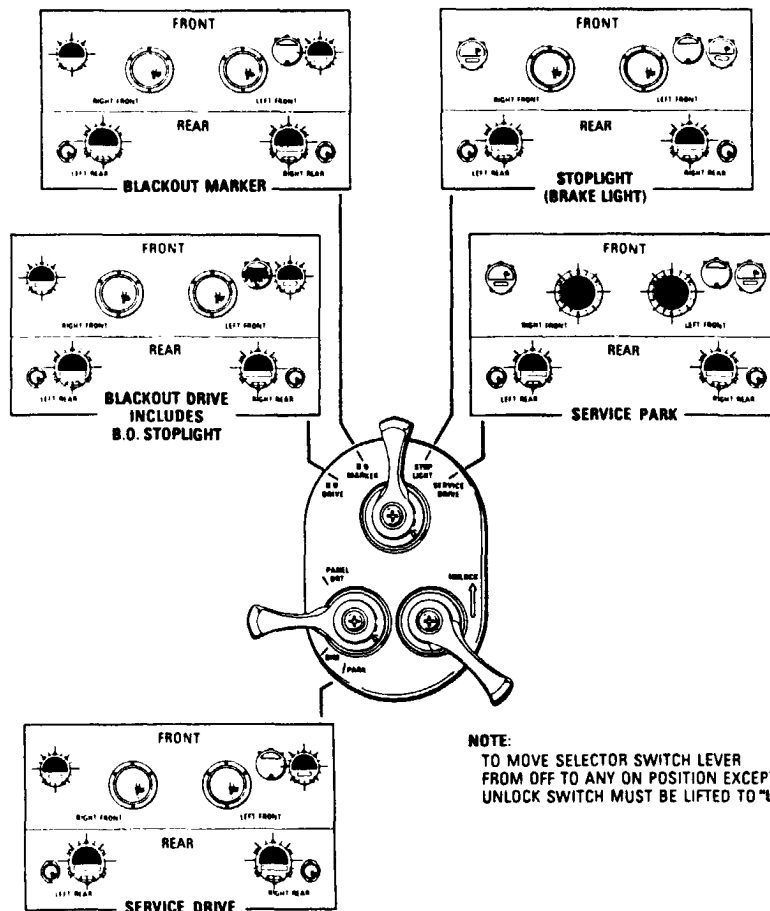 FRONT
RIGHT FRONT
LEFT FRONT
REAR
LEFT REAR
RIGHT REAR
BLACKOUT MARKER
FRONT
RIGHT FRONT
LEFT FRONT
REAR
LEFT REAR
RIGHT REAR
STOPLIGHT
(BRAKE LIGHT)
FRONT
RIGHT FRONT
LEFT FRONT
REAR
LEFT REAR
RIGHT REAR
BLACKOUT DRIVE
INCLUDES
B.O. STOPLIGHT
FRONT
RIGHT FRONT
LEFT FRONT
REAR
LEFT REAR
RIGHT REAR
SERVICE PARK
B.O
MARKER
B.O
DRIVE
STOP
LIGHT
SERVICE
DRIVE
PANEL
BRT
UNLOCK
DIM
PARK
FRONT
RIGHT FRONT
LEFT FRONT
REAR
LEFT REAR
RIGHT REAR
SERVICE DRIVE
NOTE:
TO MOVE SELECTOR SWITCH LEVER
FROM OFF TO ANY ON POSITION EXCEP
UNLOCK SWITCH MUST BE LIFTED TO "U